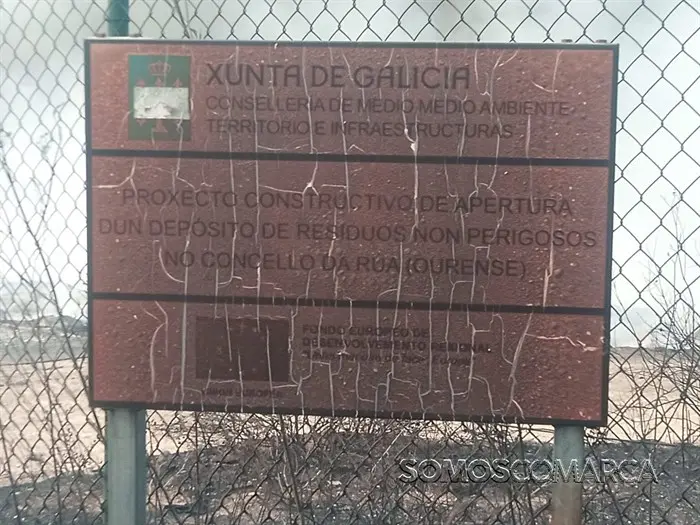 XUNTA DE GALICIA
CONSELLERIA DE MEDIO MEDIO AMBIENTE
TERRITORIO E INFRAESTRUCTURAS
PROXECTO CONSTRUCTIVO DE APERTURA
DUN DEPÓSITO DE RESÍDUOS NON PERIGOSOS
NO CONCELLO DA RÚA (OURENSE)
FONDO EUROPEO DE
DESENVOLVEMENTO REXIONAL
SOMOSCOMARCA